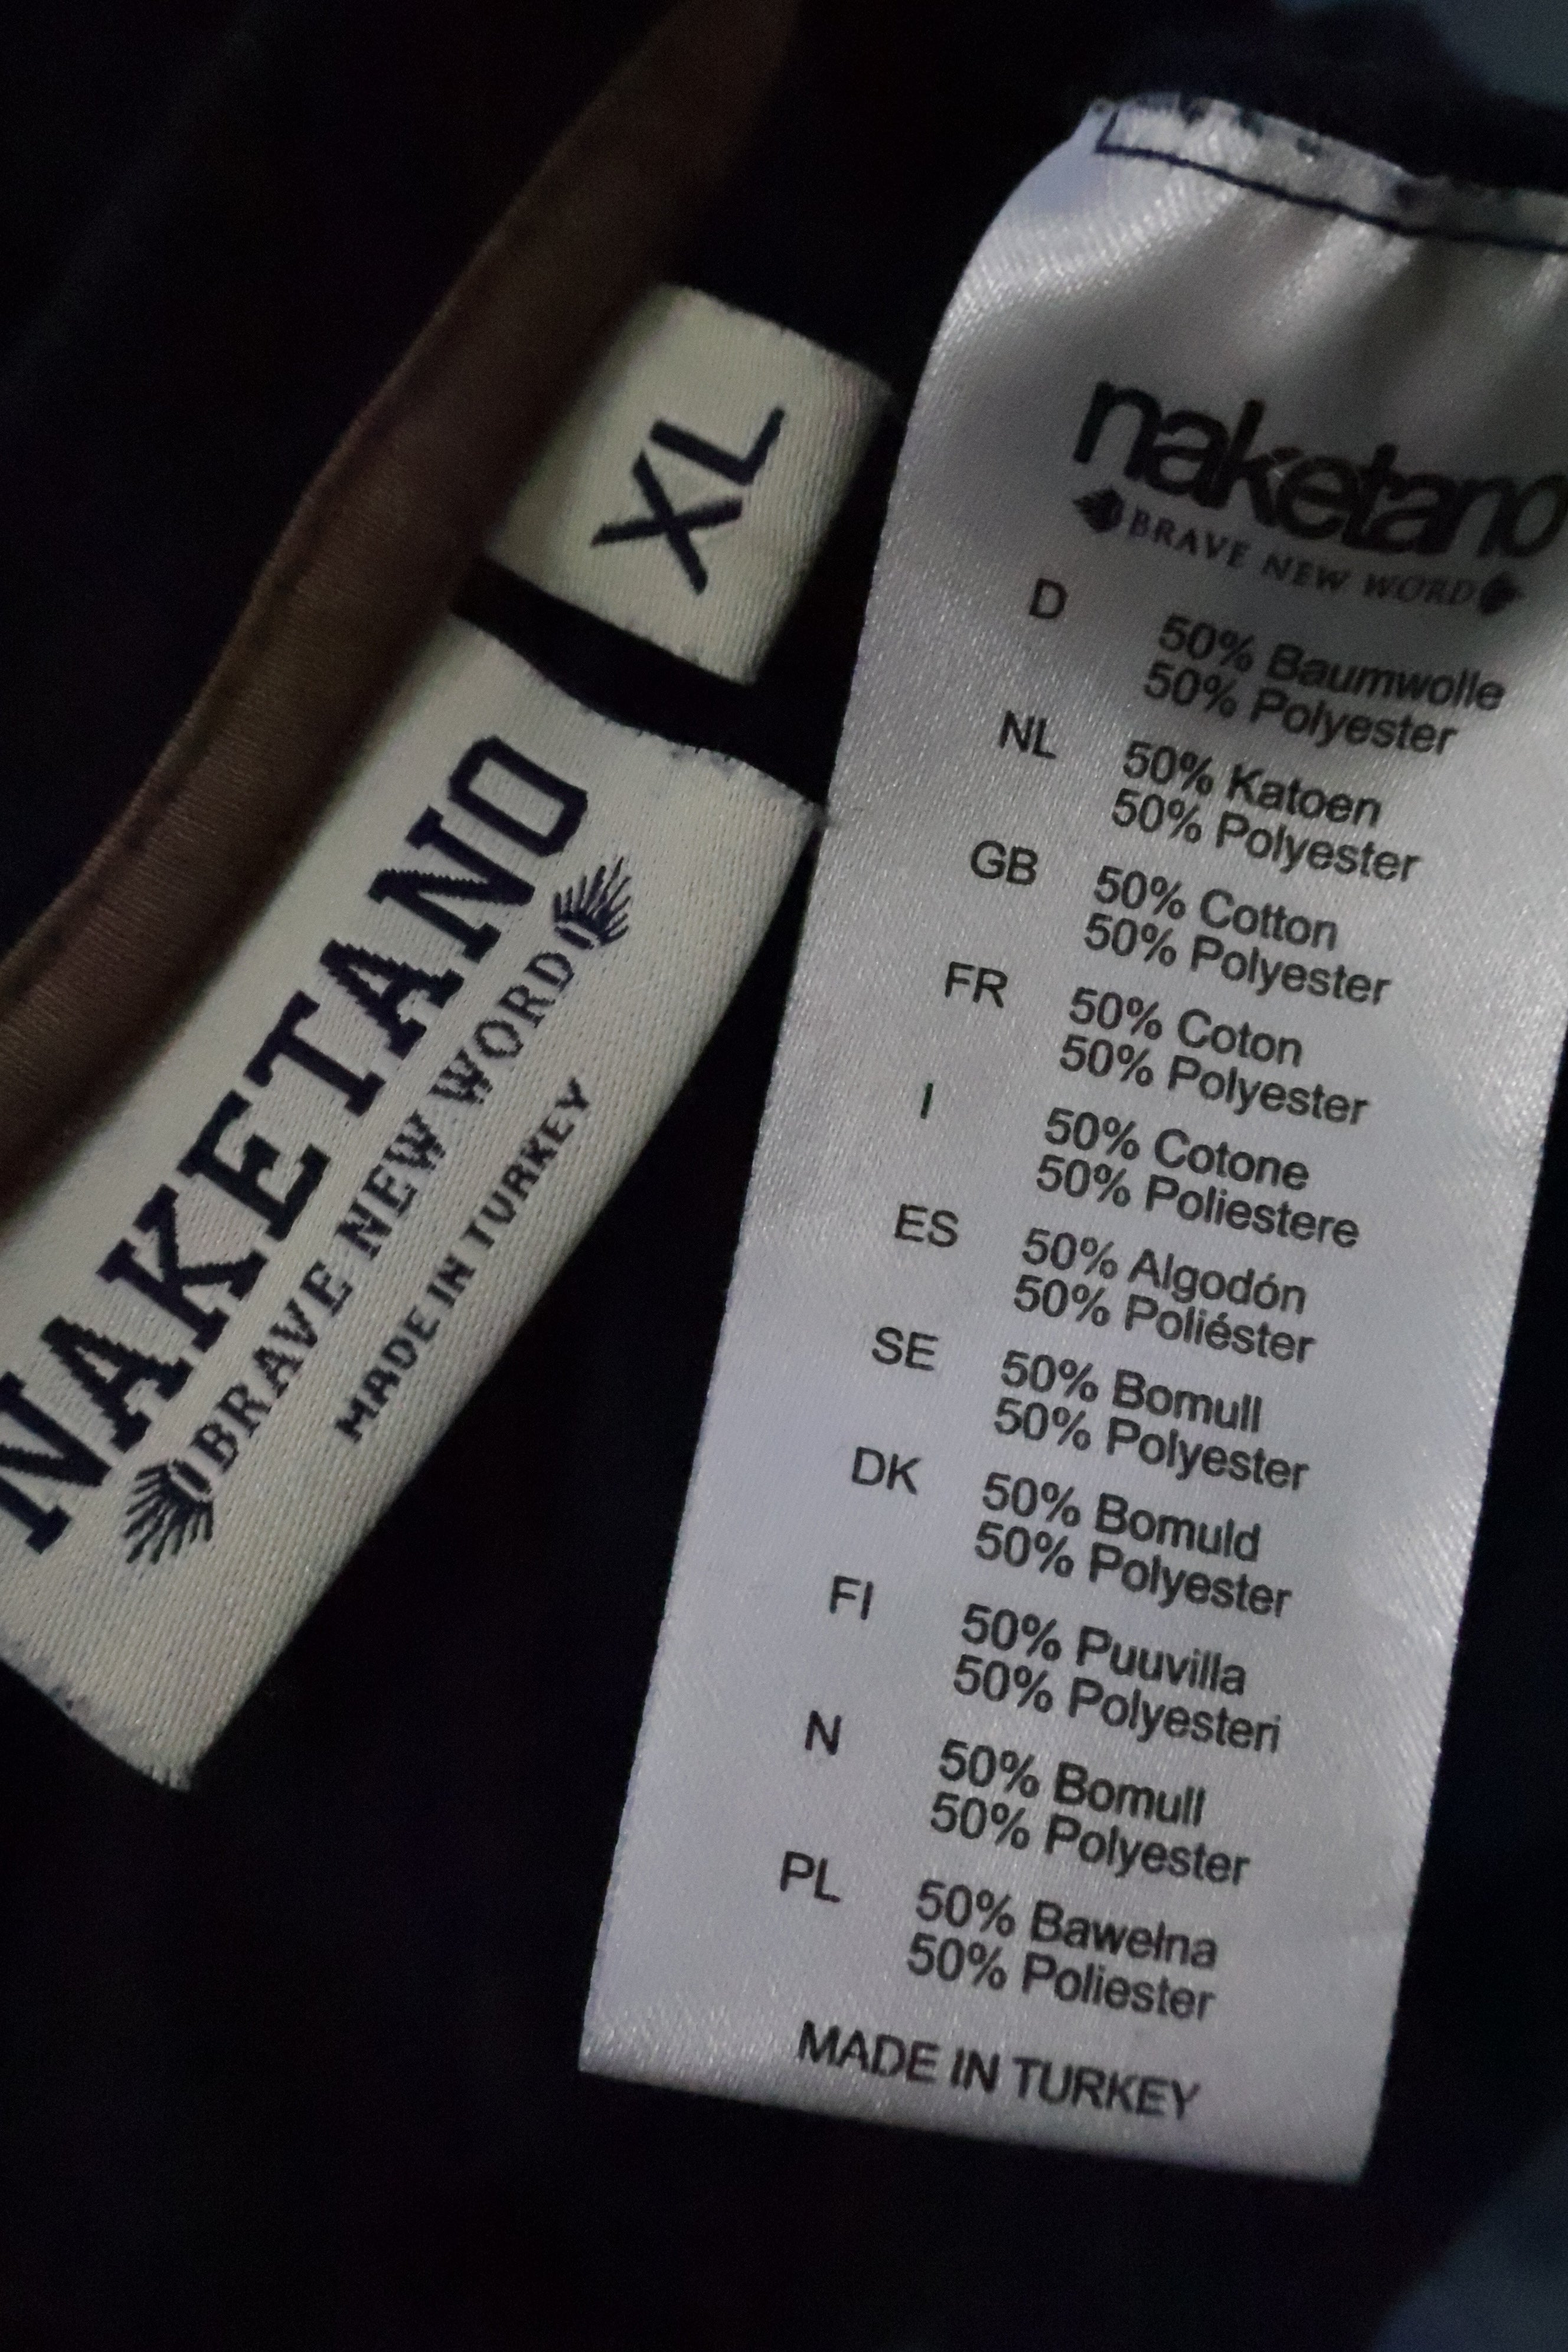 XL
NAKETANO
BRAVE NEW WORD
MADE IN TURKEY
naketano
BRAVE NEW WORD
D 50% Baumwolle
50% Polyester
NL 50% Katoen
50% Polyester
GB 50% Cotton
50% Polyester
FR 50% Coton
50% Polyester
I 50% Cotone
50% Poliestere
ES 50% Algodón
50% Poliéster
SE 50% Bomull
50% Polyester
DK 50% Bomuld
50% Polyester
FI 50% Puuvilla
50% Polyesteri
N 50% Bomull
50% Polyester
PL 50% Bawełna
50% Poliester
MADE IN TURKEY